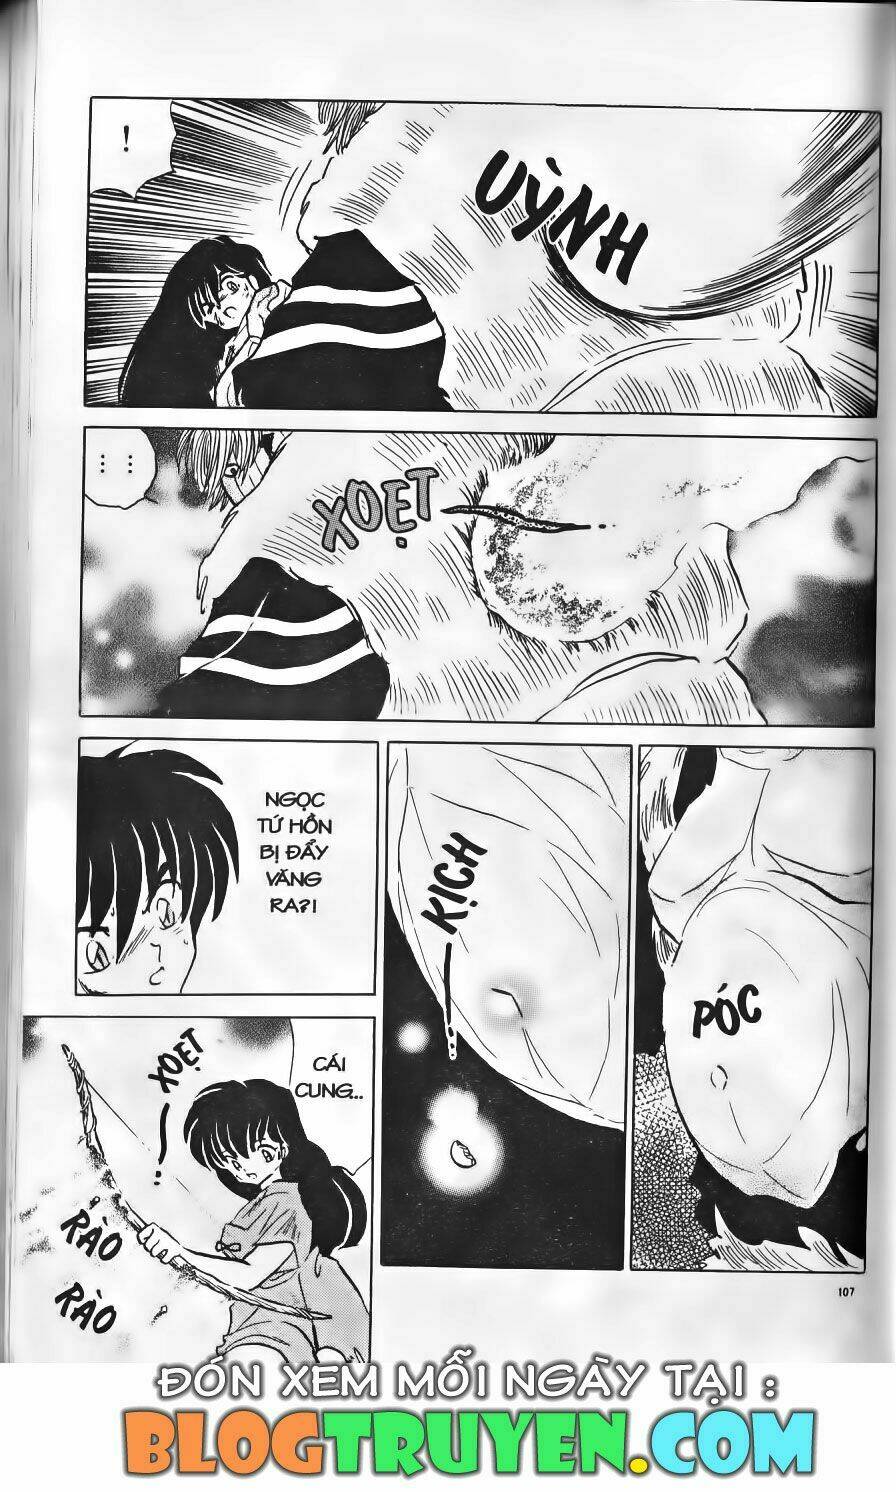 !
UỲNH
... ...
XOẸT
NGỌC
TỨ HỒN
BỊ ĐẨY
VĂNG
RA?!
KỊCH
PÓC
XOẸT
CÁI
CUNG...
RÀO
RÀO
107
ĐÓN XEM MỖI NGÀY TẠI :
BLOGTRUYEN.COM